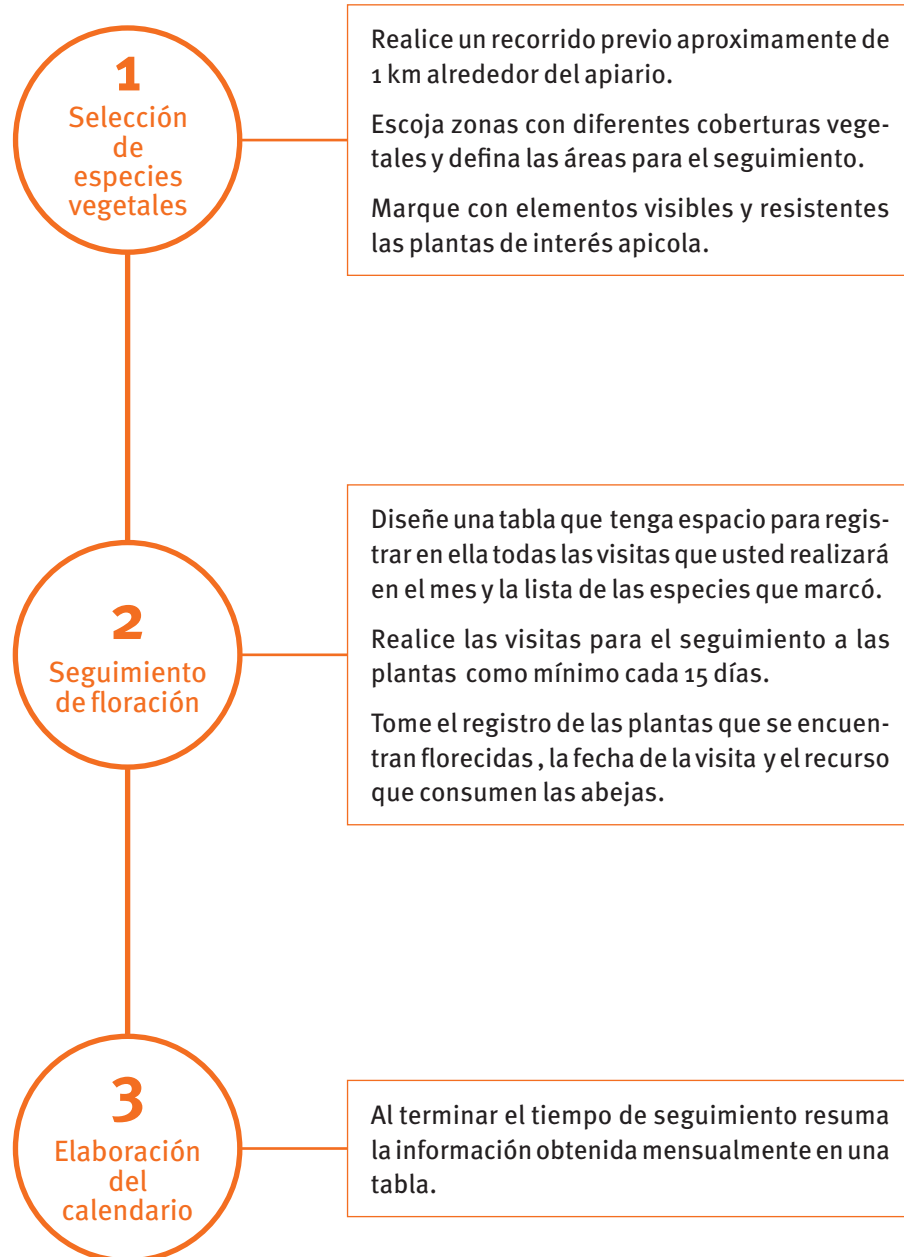 1
Selección
de
especies
vegetales
Realice un recorrido previo aproximamente de
1 km alrededor del apiario.
Escoja zonas con diferentes coberturas vege-
tales y defina las áreas para el seguimiento.
Marque con elementos visibles y resistentes
las plantas de interés apicola.
2
Seguimiento
de floración
Diseñe una tabla que tenga espacio para regis-
trar en ella todas las visitas que usted realizará
en el mes y la lista de las especies que marcó.
Realice las visitas para el seguimiento a las
plantas como mínimo cada 15 días.
Tome el registro de las plantas que se encuen-
tran florecidas , la fecha de la visita y el recurso
que consumen las abejas.
3
Elaboración
del
calendario
Al terminar el tiempo de seguimiento resuma
la información obtenida mensualmente en una
tabla.